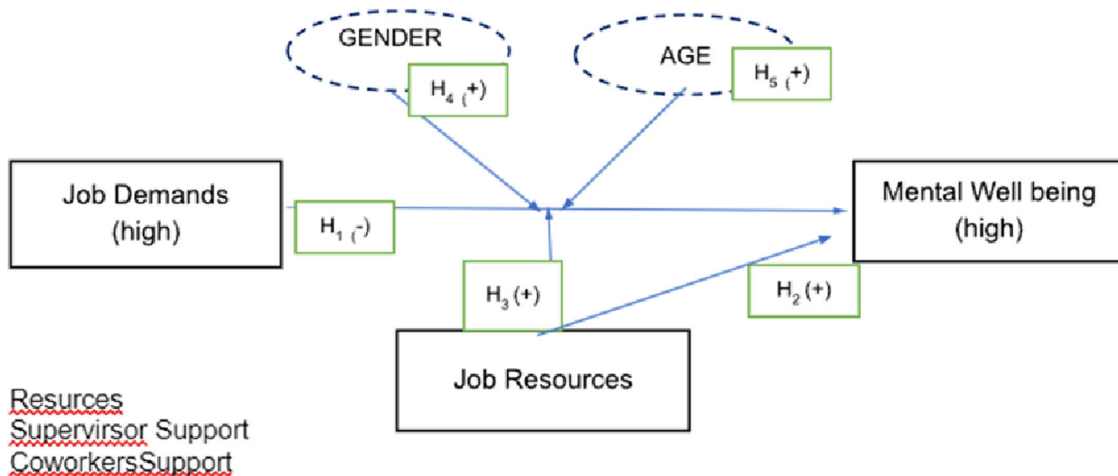 GENDER
H4 (+)
AGE
H5 (+)
Job Demands
(high)
H1 (-)
Mental Well being
(high)
H3 (+)
H2 (+)
Job Resources
Resurces
Supervirsor Support
CoworkersSupport